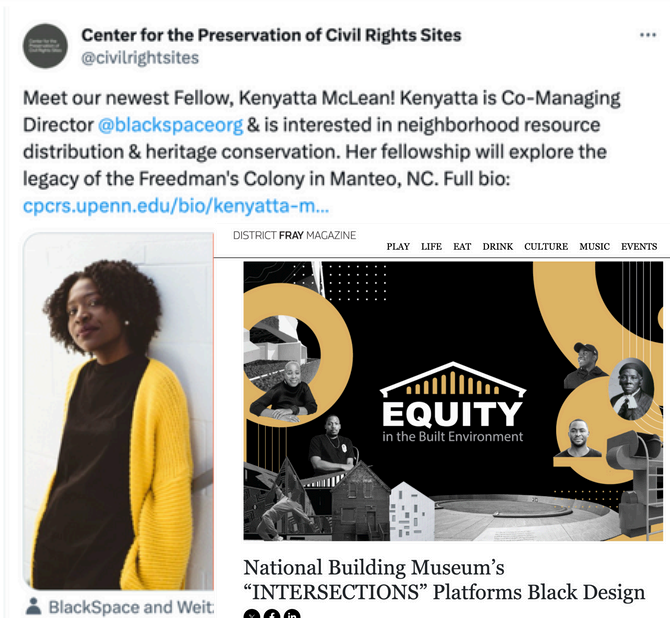 Center for the Preservation of Civil Rights Sites
@civilrightsites
Meet our newest Fellow, Kenyatta McLean! Kenyatta is Co-Managing
Director @blackspaceorg & is interested in neighborhood resource
distribution & heritage conservation. Her fellowship will explore the
legacy of the Freedman's Colony in Manteo, NC. Full bio:
cpcrs.upenn.edu/bio/kenyatta-m...
BlackSpace and Weit
DISTRICT FRAY MAGAZINE
PLAY LIFE EAT DRINK CULTURE MUSIC EVENTS
EQUITY
in the Built Environment
National Building Museum’s
“INTERSECTIONS” Platforms Black Design